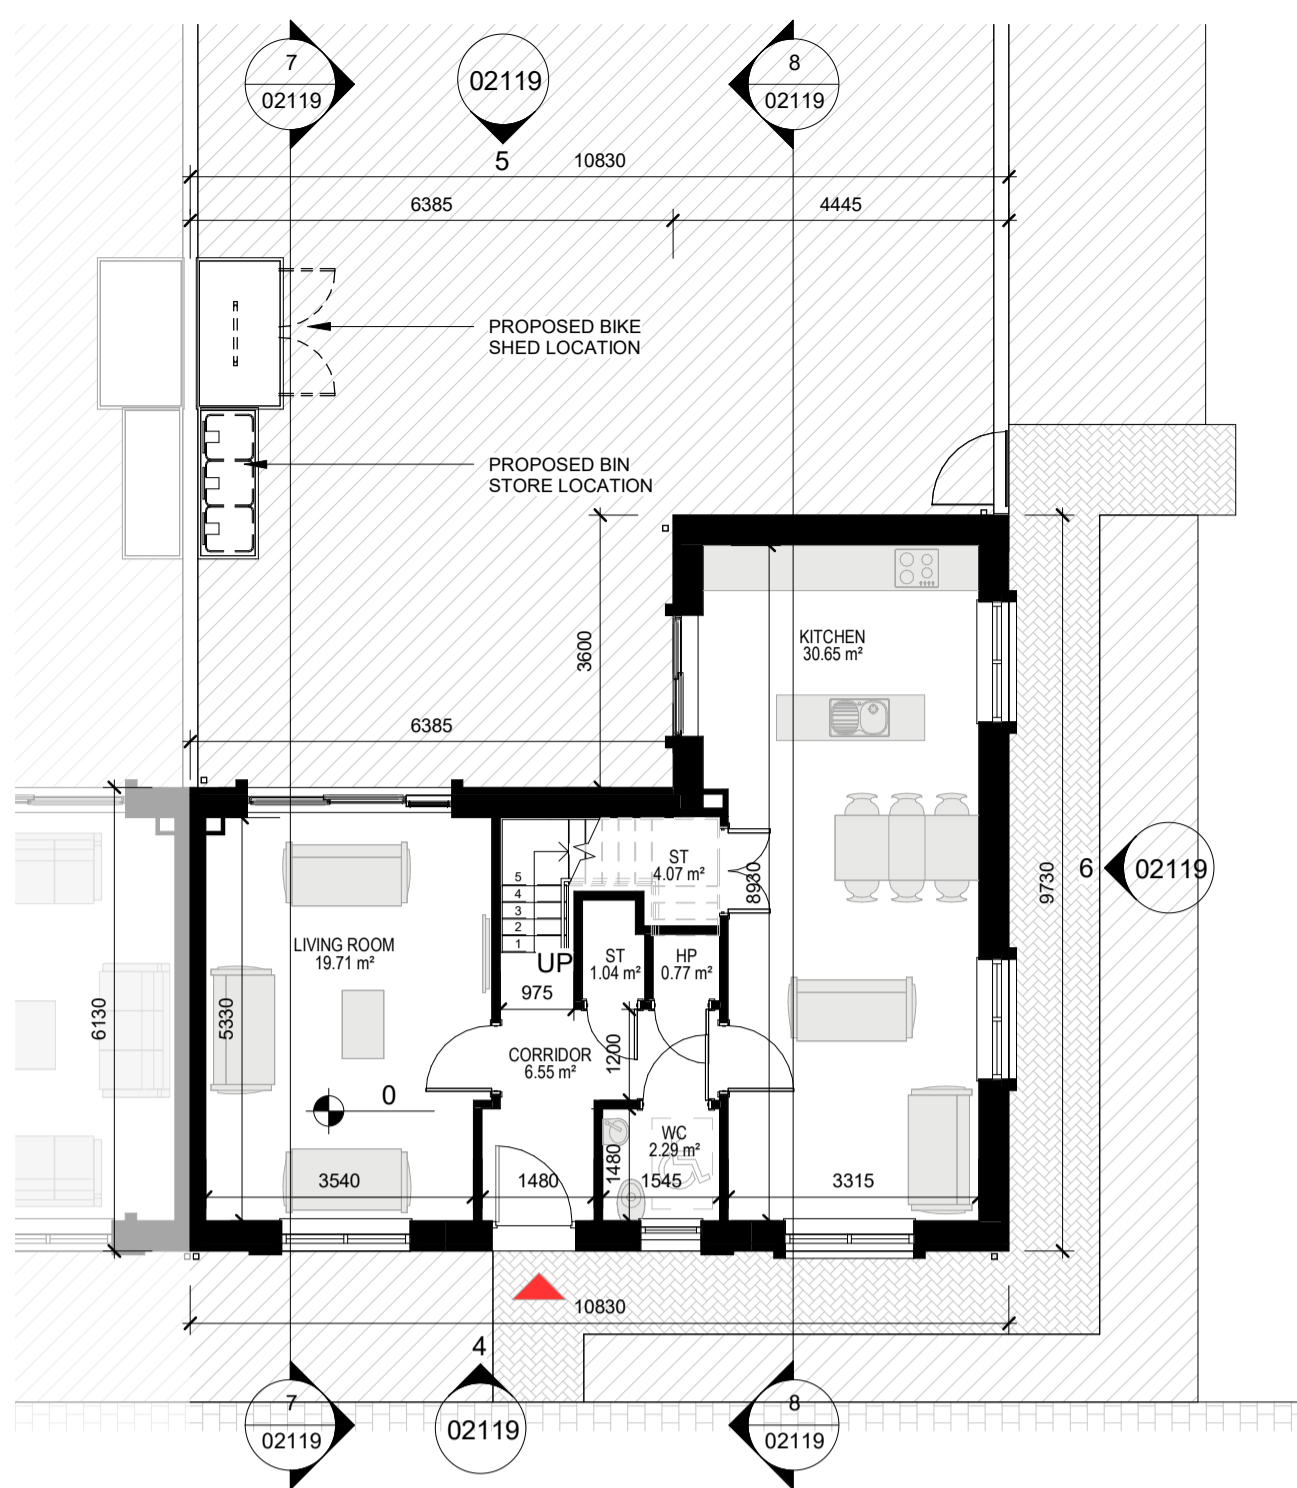 7
02119
02119
5
8
02119
10830
6385
4445
PROPOSED BIKE
SHED LOCATION
PROPOSED BIN
STORE LOCATION
3600
6385
KITCHEN
30.65 m²
ST
4.07 m²
8930
9730
6
02119
5
4
3
2
1
UP
975
ST
1.04 m²
HP
0.77 m²
LIVING ROOM
19.71 m²
6130
5330
CORRIDOR
6.55 m²
1200
0
WC
2.29 m²
1480
3540
1480
1545
3315
10830
4
02119
7
02119
8
02119